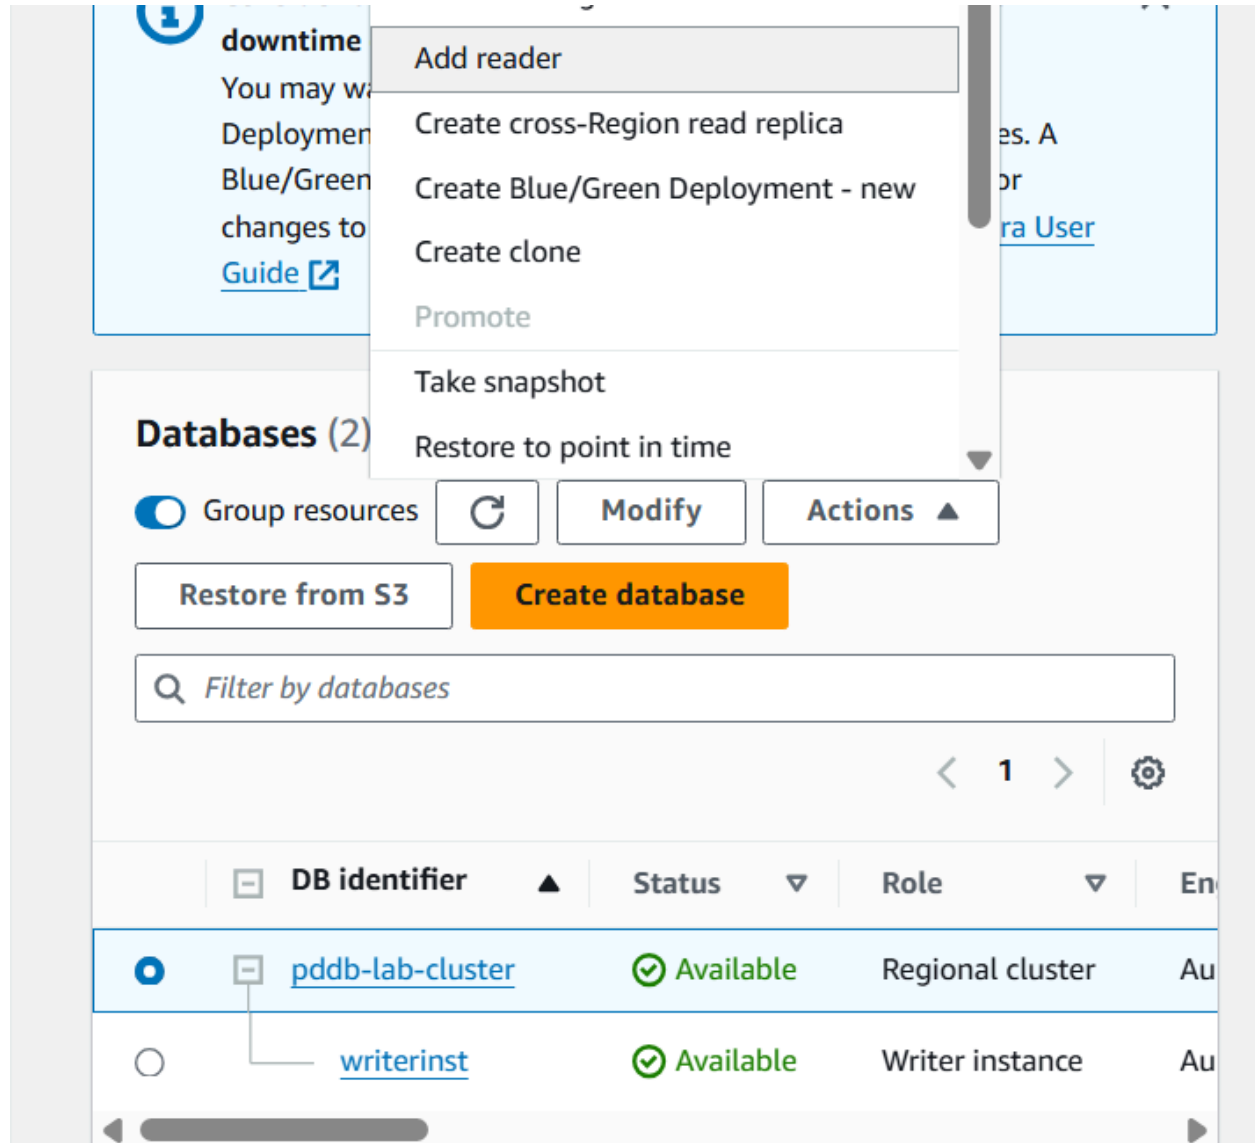 downtime
You may
Deploymen
es. A
Blue/Green
or
changes to
ra User
Guide
Add reader
Create cross-Region read replica
Create Blue/Green Deployment - new
Create clone
Promote
Take snapshot
Restore to point in time
Databases (2)
Group resources
Modify
Actions
Restore from S3
Create database
Filter by databases
1
DB identifier
Status
Role
En
pddb-lab-cluster
Available
Regional cluster
Au
writerinst
Available
Writer instance
Au